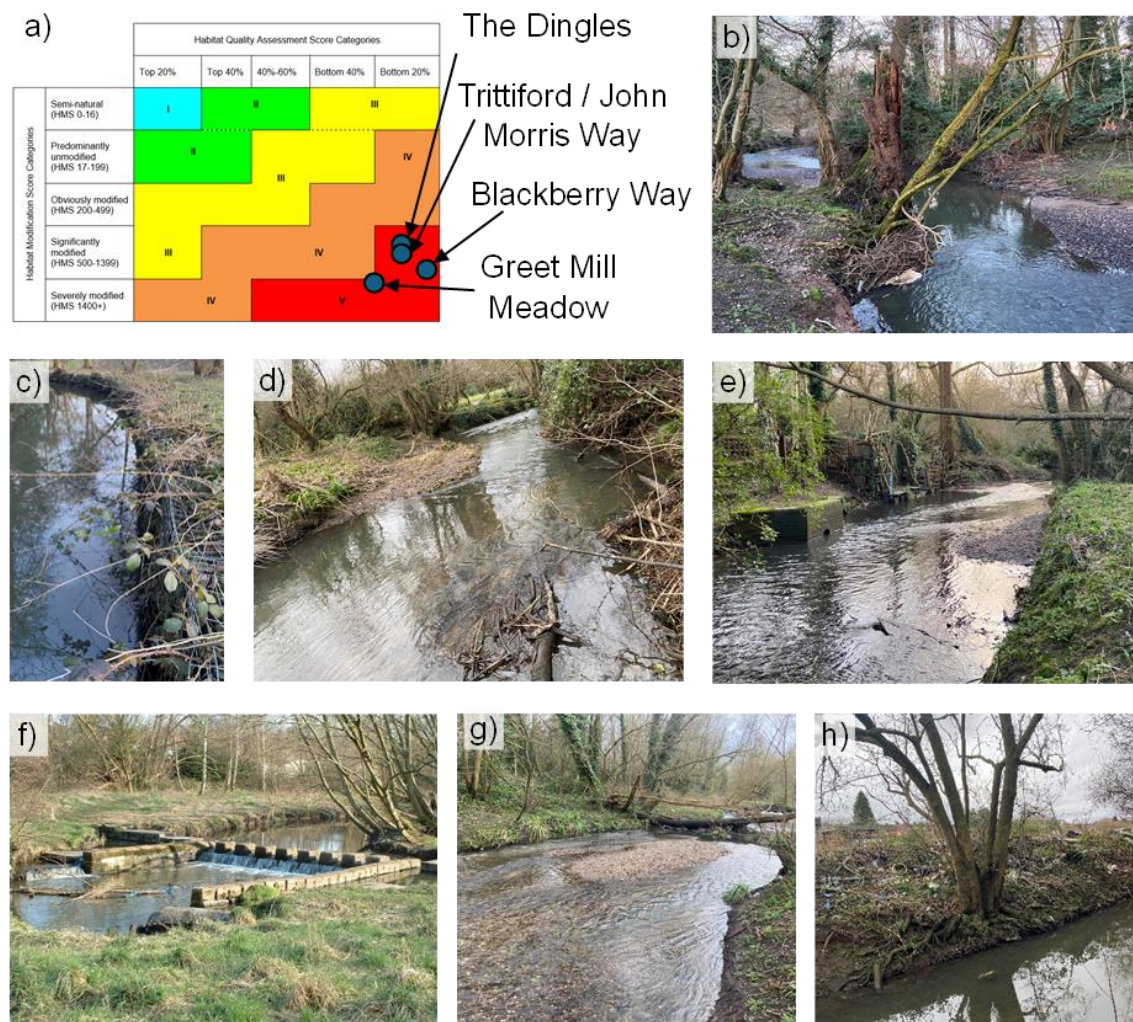 a)
Habitat Quality Assessment Score Categories
Top 20%
Top 40%
40%-60%
Bottom 40%
Bottom 20%
Habitat Modification Score Categories
Semi-natural
(HMS 0-16)
I
II
III
Predominantly
unmodified
(HMS 17-199)
II
III
IV
Obviously modified
(HMS 200-499)
Significantly
modified
(HMS 500-1399)
III
IV
Severely modified
(HMS 1400+)
IV
V
The Dingles
Trittiford / John
Morris Way
Blackberry Way
Greet Mill
Meadow
b)
c)
d)
e)
f)
g)
h)